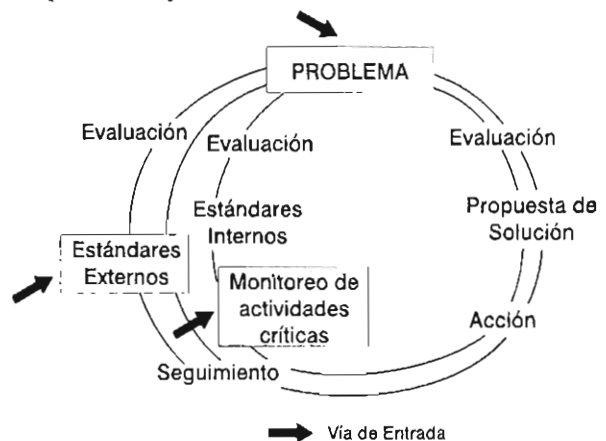 PROBLEMA
Evaluación
Evaluación
Evaluación
Estándares
Internos
Propuesta de
Solución
Estándares
Externos
Monitoreo de
actividades
críticas
Acción
Seguimiento
Vía de Entrada